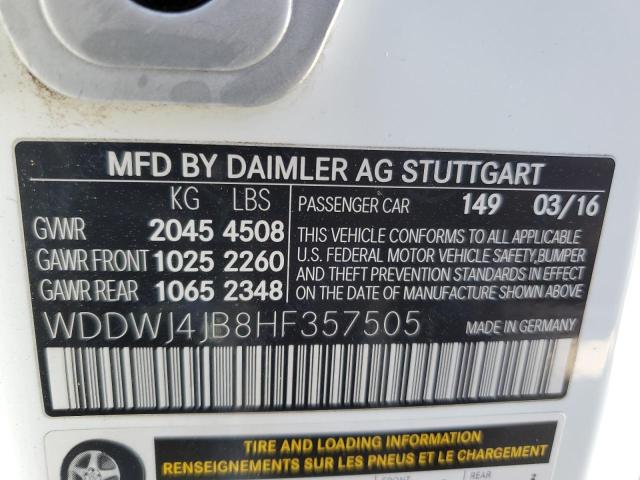 MFD BY DAIMLER AG STUTTGART
KG LBS
PASSENGER CAR 149 03/16
GVWR 2045 4508
GAWR FRONT 1025 2260
GAWR REAR 1065 2348
THIS VEHICLE CONFORMS TO ALL APPLICABLE
U.S. FEDERAL MOTOR VEHICLE SAFETY,BUMPER
AND THEFT PREVENTION STANDARDS IN EFFECT
ON THE DATE OF MANUFACTURE SHOWN ABOVE.
WDDWJ4JB8HF357505 MADE IN GERMANY
TIRE AND LOADING INFORMATION
RENSEIGNEMENTS SUR LES PNEUS ET LE CHARGEMENT
FRONT REAR